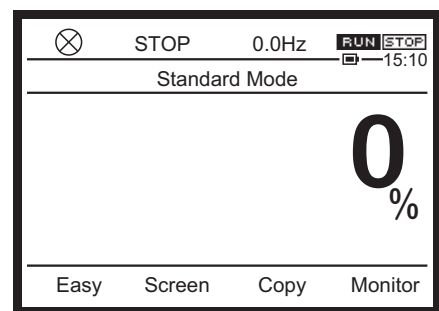 STOP 0.0Hz RUN STOP
15:10
Standard Mode
0
%
Easy Screen Copy Monitor